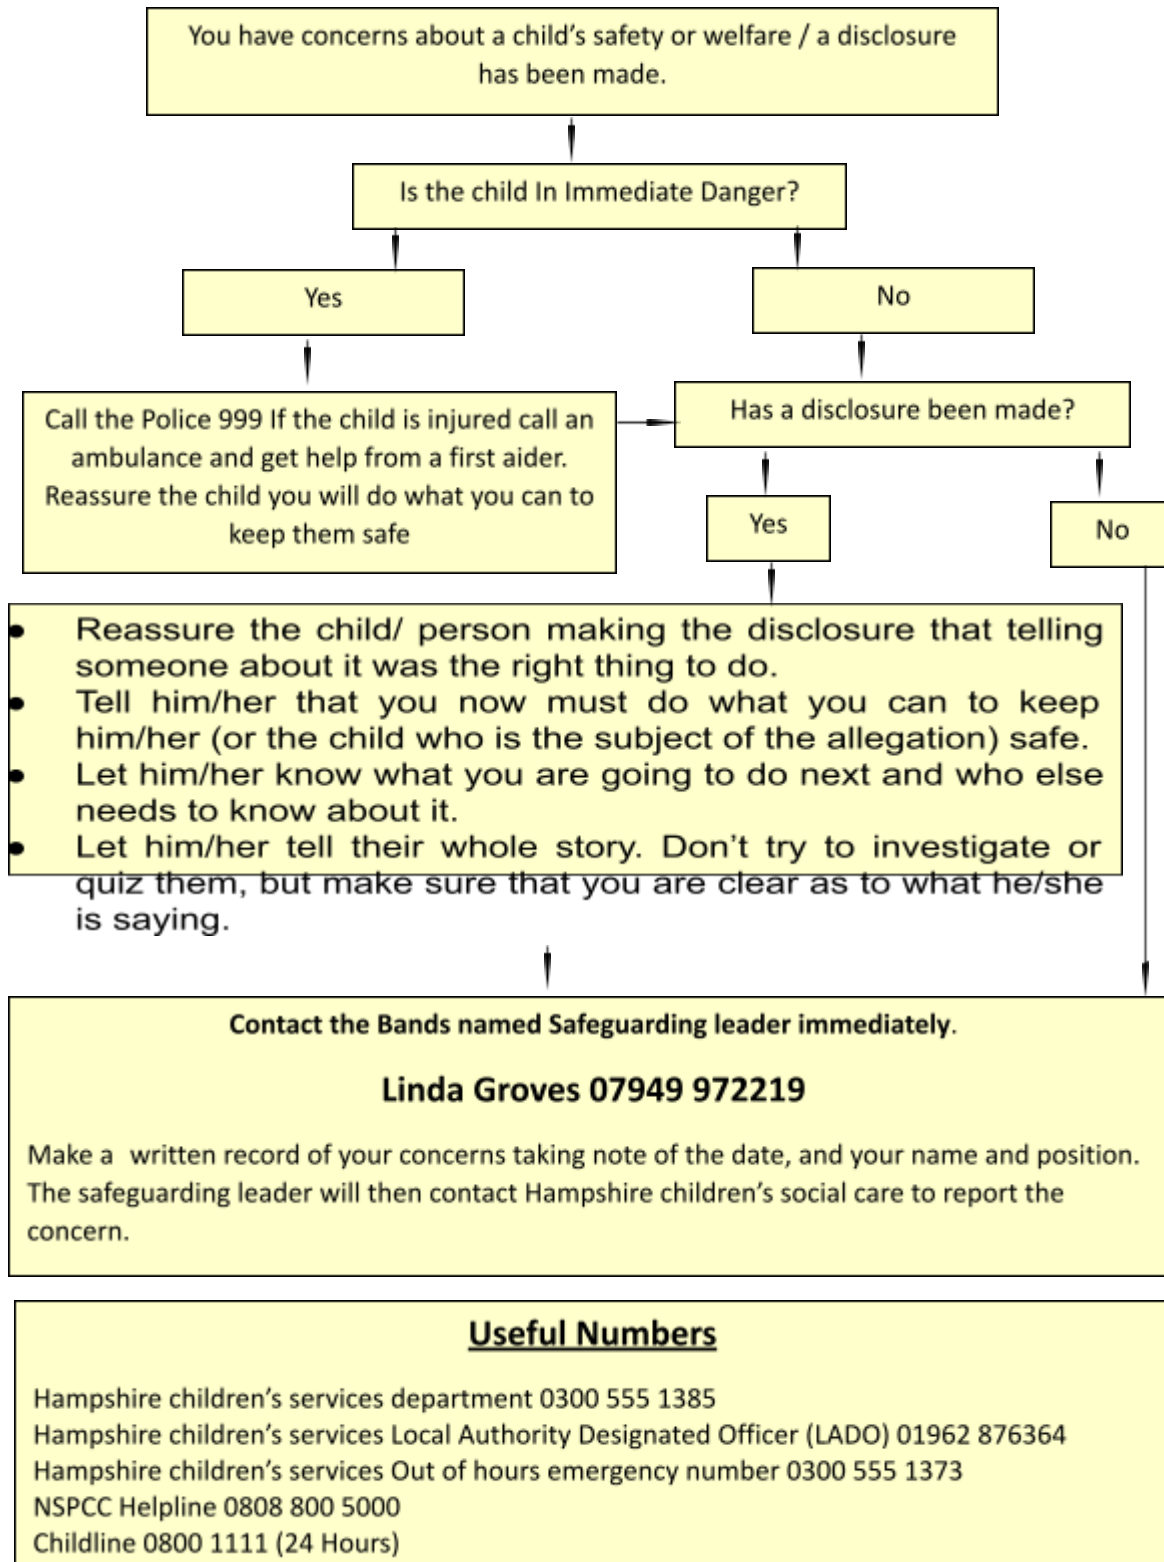 You have concerns about a child's safety or welfare / a disclosure
has been made.
Is the child In Immediate Danger?
Yes
No
Call the Police 999 If the child is injured call an
ambulance and get help from a first aider.
Reassure the child you will do what you can to
keep them safe
Has a disclosure been made?
Yes
No
• Reassure the child/ person making the disclosure that telling
someone about it was the right thing to do.
• Tell him/her that you now must do what you can to keep
him/her (or the child who is the subject of the allegation) safe.
• Let him/her know what you are going to do next and who else
needs to know about it.
• Let him/her tell their whole story. Don't try to investigate or
quiz them, but make sure that you are clear as to what he/she
is saying.
Contact the Bands named Safeguarding leader immediately.
Linda Groves 07949 972219
Make a  written record of your concerns taking note of the date, and your name and position.
The safeguarding leader will then contact Hampshire children's social care to report the
concern.
Useful Numbers
Hampshire children's services department 0300 555 1385
Hampshire children's services Local Authority Designated Officer (LADO) 01962 876364
Hampshire children's services Out of hours emergency number 0300 555 1373
NSPCC Helpline 0808 800 5000
Childline 0800 1111 (24 Hours)